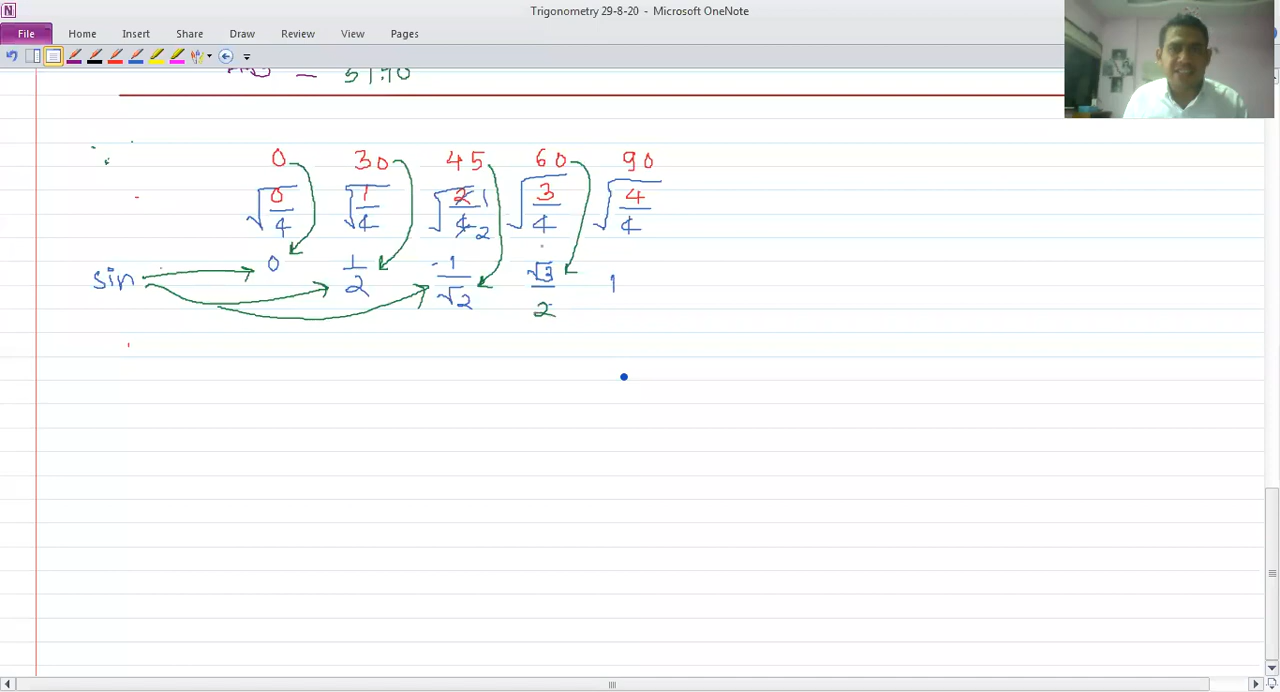 Trigonometry 29-8-20 - Microsoft OneNote
File Home Insert Share Draw Review View Pages
0 30 45 60 90
√(0/4) √(1/4) √(2/4) 1 2 √(3/4) √(4/4)
sin 0 1/2 1/√2 √3/2 1